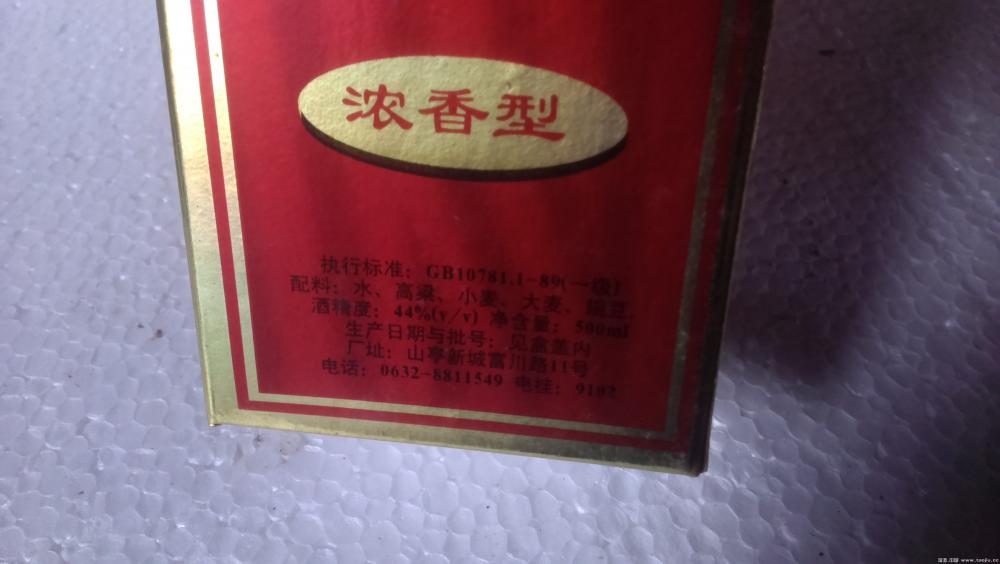 浓香型
执行标准：GB10781.1-89(一级)
配料：水、高粱、小麦、大麦、豌豆.
酒精度：44%(v/v) 净含量：500ml
生产日期与批号：见盒盖内
厂址：山亭新城富川路11号
电话：0632-8811549 电挂：9102